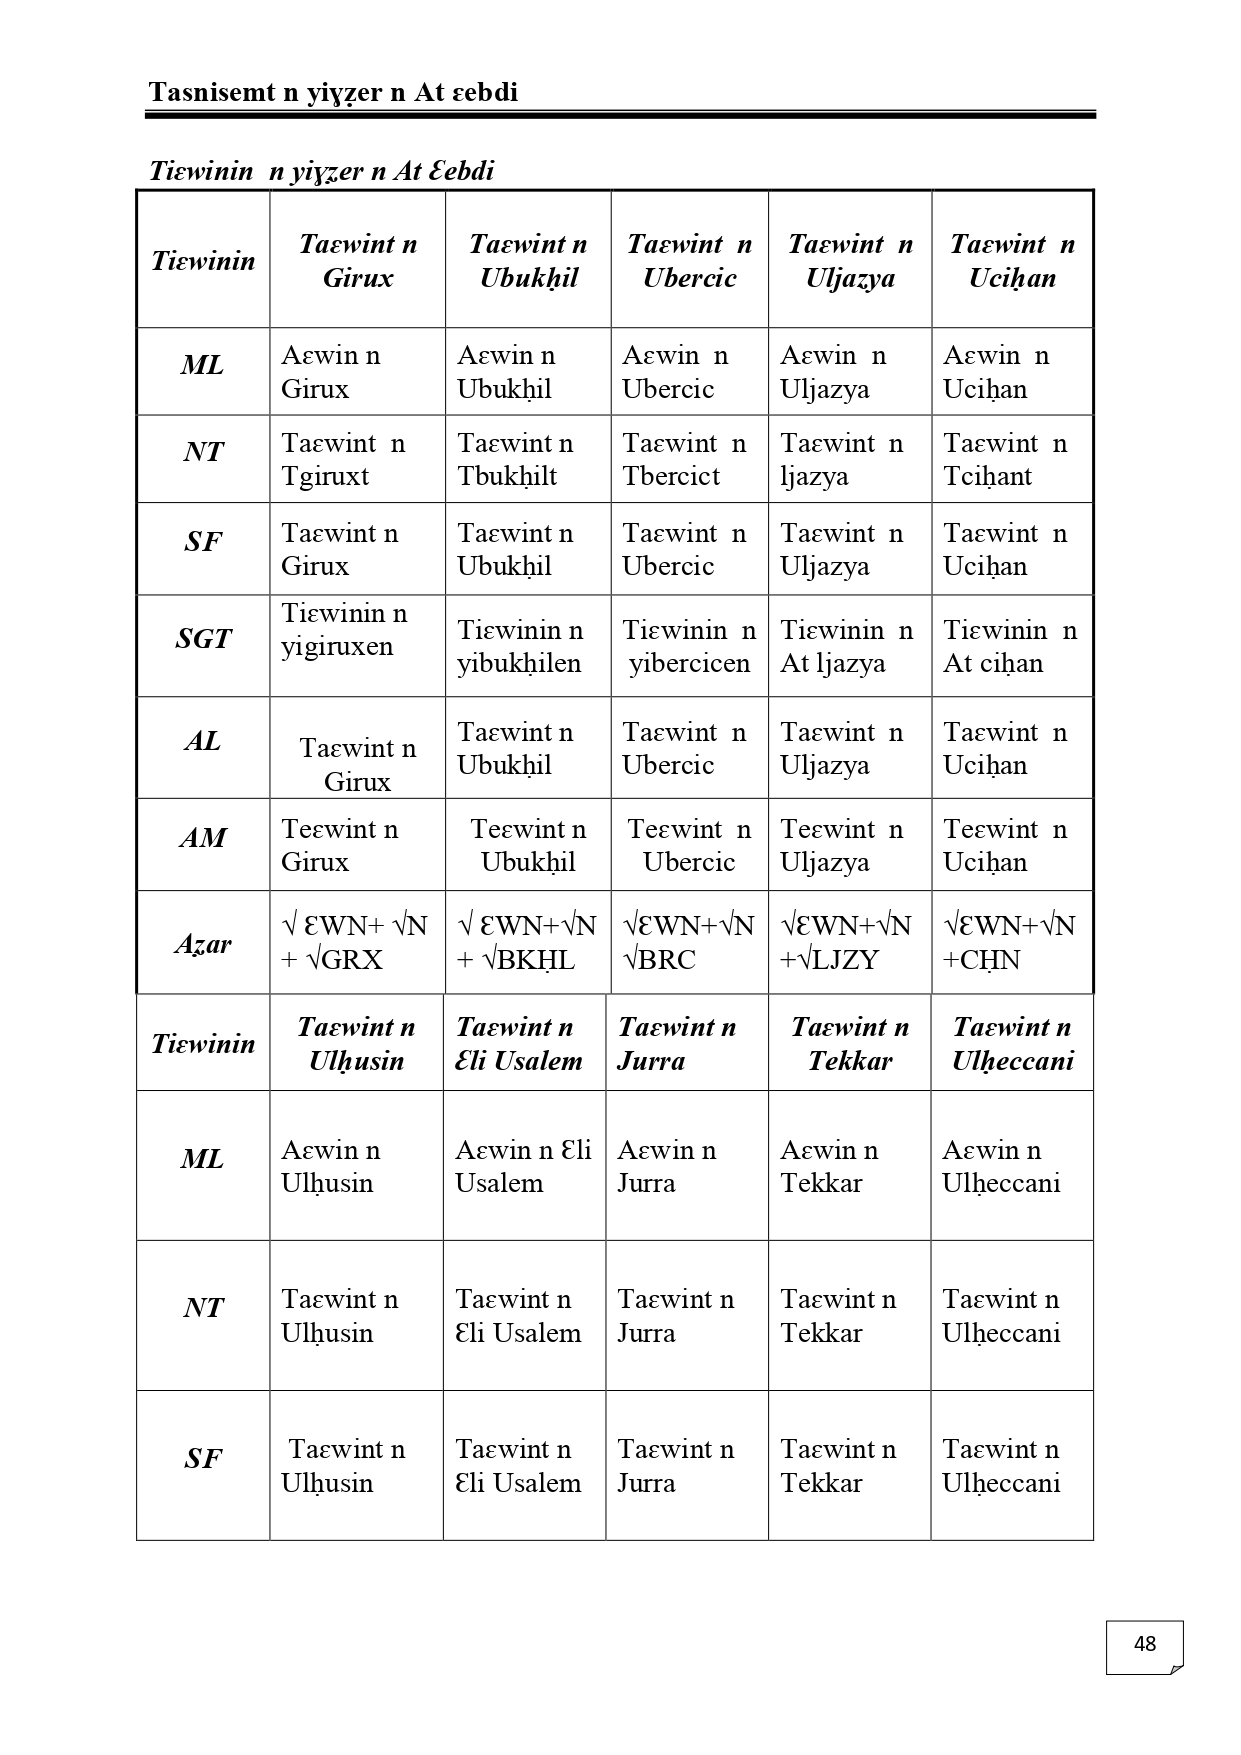 Tasnisemt n yiɣẓer n At ɛebdi
Tiɛwinin n yiɣẓer n At Ɛebdi
Tiɛwinin
Taɛwint n
Girux
Taɛwint n
Ubukḥil
Taɛwint n
Ubercic
Taɛwint n
Uljazya
Taɛwint n
Uciḥan
ML
Aɛwin n
Girux
Aɛwin n
Ubukḥil
Aɛwin n
Ubercic
Aɛwin n
Uljazya
Aɛwin n
Uciḥan
NT
Taɛwint n
Tgiruxt
Taɛwint n
Tbukḥilt
Taɛwint n
Tbercict
Taɛwint n
ljazya
Taɛwint n
Tciḥant
SF
Taɛwint n
Girux
Taɛwint n
Ubukḥil
Taɛwint n
Ubercic
Taɛwint n
Uljazya
Taɛwint n
Uciḥan
SGT
Tiɛwinin n
yigiruxen
Tiɛwinin n
yibukḥilen
Tiɛwinin n
yibercicen
Tiɛwinin n
At ljazya
Tiɛwinin n
At ciḥan
AL
Taɛwint n
Girux
Taɛwint n
Ubukḥil
Taɛwint n
Ubercic
Taɛwint n
Uljazya
Taɛwint n
Uciḥan
AM
Teɛwint n
Girux
Teɛwint n
Ubukḥil
Teɛwint n
Ubercic
Teɛwint n
Uljazya
Teɛwint n
Uciḥan
Aẓar
√ ƐWN+ √N
+ √GRX
√ ƐWN+√N
+ √BKḤL
√ƐWN+√N
√BRC
√ƐWN+√N
+√LJZY
√ƐWN+√N
+CḤN
Tiɛwinin
Taɛwint n
Ulḥusin
Taɛwint n
Ɛli Usalem
Taɛwint n
Jurra
Taɛwint n
Tekkar
Taɛwint n
Ulḥeccani
ML
Aɛwin n
Ulḥusin
Aɛwin n Ɛli
Usalem
Aɛwin n
Jurra
Aɛwin n
Tekkar
Aɛwin n
Ulḥeccani
NT
Taɛwint n
Ulḥusin
Taɛwint n
Ɛli Usalem
Taɛwint n
Jurra
Taɛwint n
Tekkar
Taɛwint n
Ulḥeccani
SF
Taɛwint n
Ulḥusin
Taɛwint n
Ɛli Usalem
Taɛwint n
Jurra
Taɛwint n
Tekkar
Taɛwint n
Ulḥeccani
48